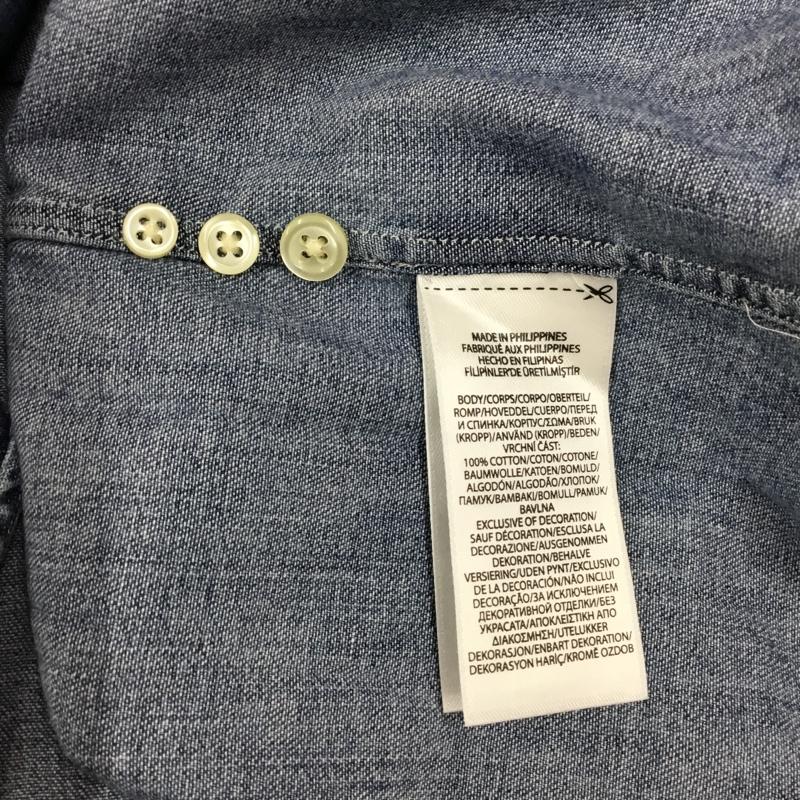 MADE IN PHILIPPINES
FABRIQUÉ AUX PHILIPPINES
HECHO EN FILIPINAS
FİLİPİNLER'DE ÜRETİLMİŞTİR
BODY/CORPS/CORPO/OBERTEIL/
ROMP/HOVEDDEL/CUERPO/ПЕРЕД
И СПИНКА/КОРПУС/ΣΩΜΑ/BRUK
(KROPP)/ANVÄND (KROPP)/BEDEN/
VRCHNÍ ČÁST:
100% COTTON/COTON/COTONE/
BAUMWOLLE/KATOEN/BOMULD/
ALGODÓN/ALGODÃO/ХЛОПОК/
ПАМУК/BAMBAKI/BOMULL/PAMUK/
BAVLNA
EXCLUSIVE OF DECORATION/
SAUF DÉCORATION/ESCLUSA LA
DECORAZIONE/AUSGENOMMEN
DEKORATION/BEHALVE
VERSIERING/UDEN PYNT/EXCLUSIVO
DE LA DECORACIÓN/NÃO INCLUI
DECORAÇÃO/ЗА ИСКЛЮЧЕНИЕМ
ДЕКОРАТИВНОЙ ОТДЕЛКИ/БЕЗ
УКРАСАТА/ΑΠΟΚΛΕΙΣΤΙΚΗ ΑΠΟ
ΔΙΑΚΟΣΜΗΣΗ/UTELUKKER
DEKORASJON/ENBART DEKORATION/
DEKORASYON HARİÇ/KROMĚ OZDOB